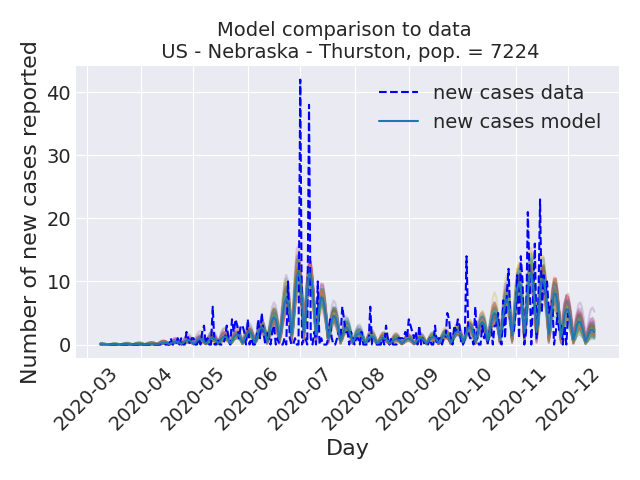 Model comparison to data
US - Nebraska - Thurston, pop. = 7224
Number of new cases reported
40
30
20
10
0
new cases data
new cases model
2020-03
2020-04
2020-05
2020-06
2020-07
2020-08
2020-09
2020-10
2020-11
2020-12
Day